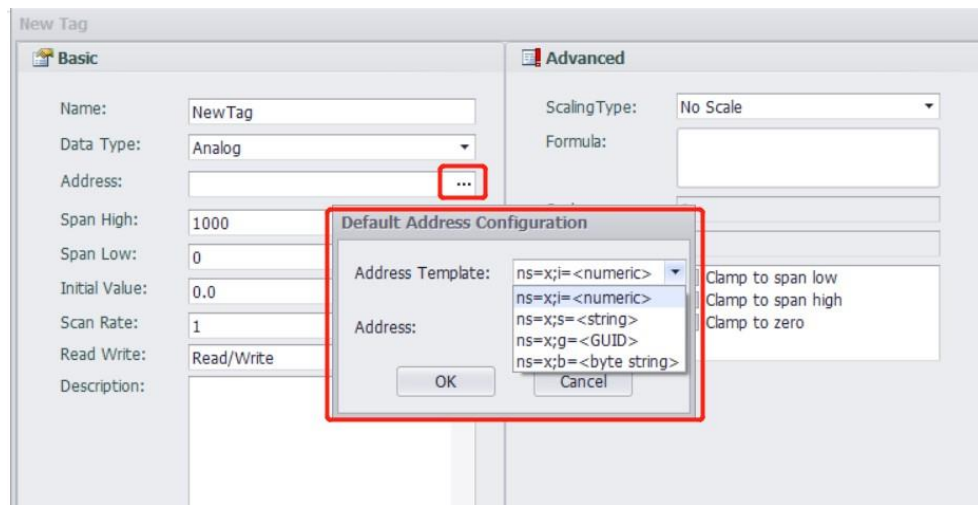 New Tag
Basic
Name:
NewTag
Data Type:
Analog
Address:
...
Span High:
1000
Span Low:
0
Initial Value:
0.0
Scan Rate:
1
Read Write:
Read/Write
Description:
Advanced
ScalingType:
No Scale
Formula:
Clamp to span low
Clamp to span high
Clamp to zero
Default Address Configuration
Address Template:
ns=x;i=<numeric>
ns=x;i=<numeric>
ns=x;s=<string>
ns=x;g=<GUID>
ns=x;b=<byte string>
Address:
OK
Cancel